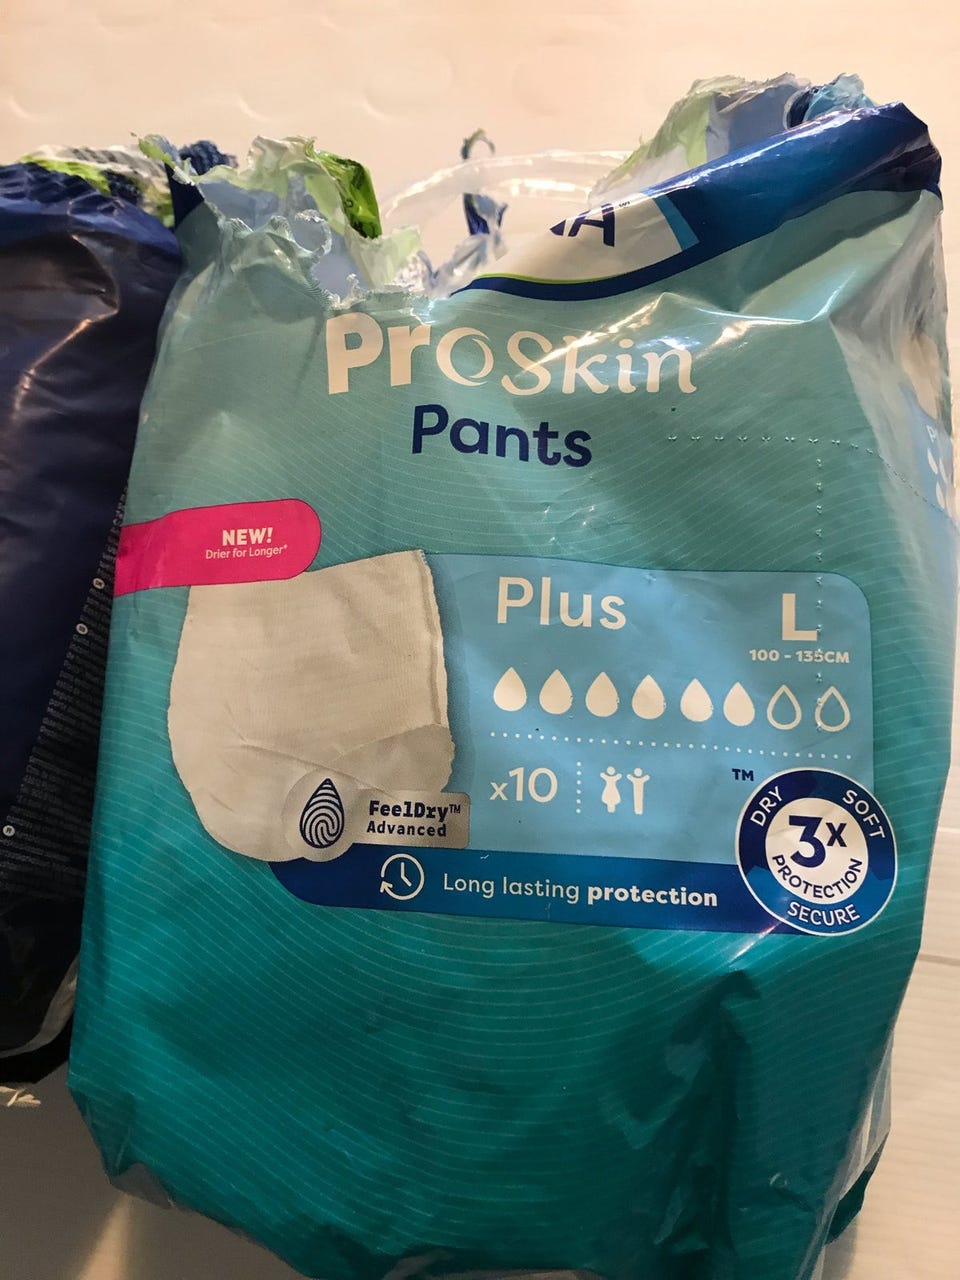 A
ProSkin
Pants
NEW!
Drier for Longer*
Plus
L
100 - 135CM
x10
FeelDry™
Advanced
Long lasting protection
TM
DRY
SOFT
3x
PROTECTION
SECURE